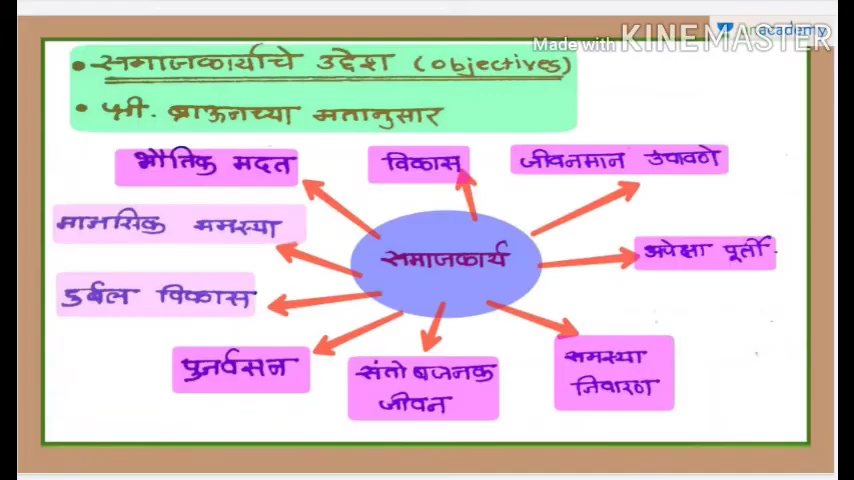 Made with KINEMASTER
unacademy
• समाजकार्याचे उद्देश (objectives)
• श्री. ब्राऊनच्या मतानुसार
भौतिक मदत
विकास
जीवनमान उंचावणे
मानसिक समस्या
समाजकार्य
अपेक्षा पूर्ती
दुर्बल विकास
पुनर्वसन
संतोषजनक
जीवन
समस्या
निवारण